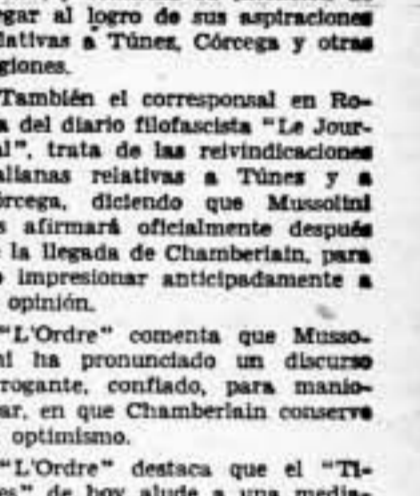 egar al logro de sus aspiraciones
lativas a Túnez, Córcega y otras
giones.
También el corresponsal en Ro-
a del diario filofascista "Le Jour-
al", trata de las reivindicaciones
alianas relativas a Túnez y a
órcega, diciendo que Mussolini
s afirmará oficialmente después
e la llegada de Chamberlain, para
o impresionar anticipadamente a
opinión.
"L'Ordre" comenta que Musso-
ni ha pronunciado un discurso
rrogante, confiado, para manio-
ar, en que Chamberlain conserve
optimismo.
"L'Ordre" destaca que el "Ti-
es" de hoy alude a una media-